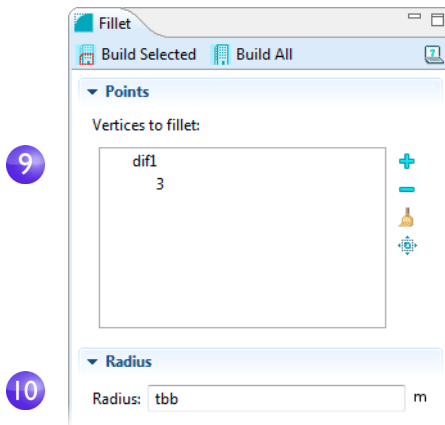 Fillet
Build Selected Build All
Points
Vertices to fillet:
9
dif1
3
Radius
10
Radius: tbb m